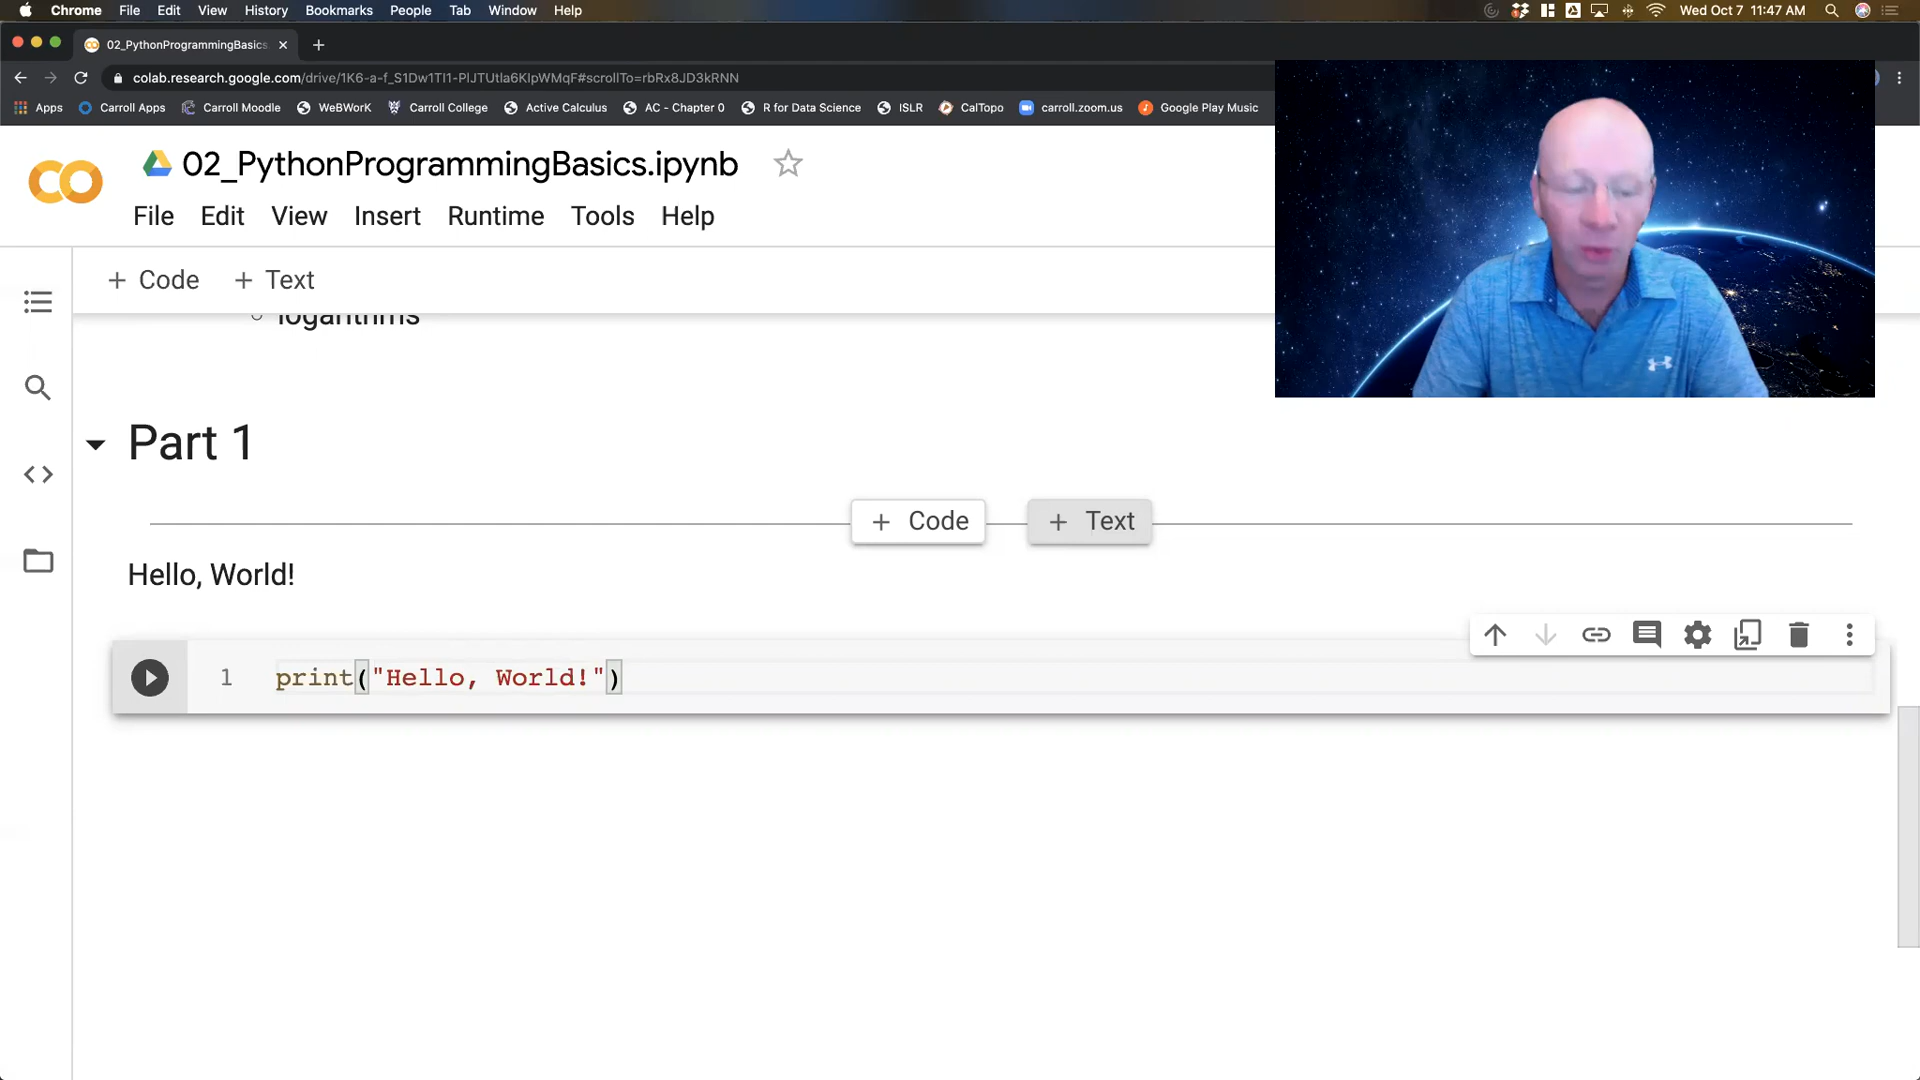 Chrome File Edit View History Bookmarks People Tab Window Help Wed Oct 7 11:47 AM
02_PythonProgrammingBasics.
colab.research.google.com/drive/1K6-a-f_S1Dw1TI1-PIJTUtla6KIpWMqF#scrollTo=rbRx8JD3kRNN
Apps Carroll Apps Carroll Moodle WeBWorK Carroll College Active Calculus AC - Chapter 0 R for Data Science ISLR CalTopo carroll.zoom.us Google Play Music
02_PythonProgrammingBasics.ipynb
File Edit View Insert Runtime Tools Help
+ Code + Text
logarithms
Part 1
+ Code + Text
Hello, World!
1 print("Hello, World!")